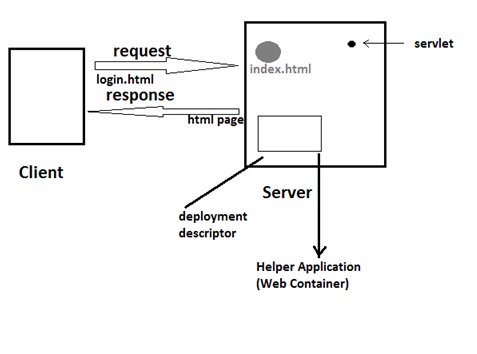 request
servlet
index.html
login.html
response
html page
Client
Server
deployment
descriptor
Helper Application
(Web Container)